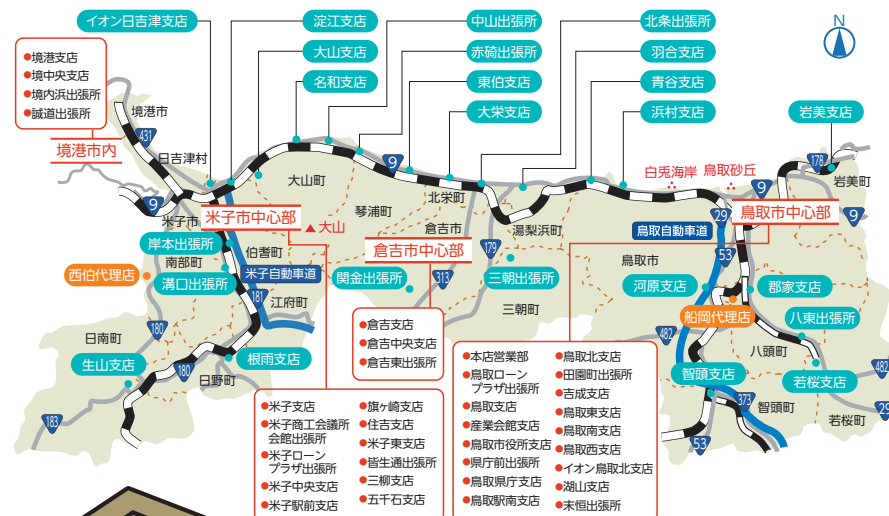 イオン日吉津支店
淀江支店
中山出張所
北条出張所
N
境港支店
境中央支店
境内浜出張所
誠道出張所
大山支店
赤碕出張所
羽合支店
名和支店
東伯支店
青谷支店
大栄支店
浜村支店
岩美支店
境港市
431
境港市内
日吉津村
9
178
白兎海岸
鳥取砂丘
岩美町
大山町
9
9
北栄町
琴浦町
米子市
米子市中心部
大山
倉吉市
湯梨浜町
29
鳥取市中心部
9
岸本出張所
伯耆町
倉吉市中心部
179
鳥取自動車道
南部町
53
西伯代理店
米子自動車道
鳥取市
溝口出張所
関金出張所
313
三朝出張所
河原支店
郡家支店
181
江府町
三朝町
船岡代理店
八東出張所
日南町
180
倉吉支店
倉吉中央支店
倉吉東出張所
482
八頭町
生山支店
180
根雨支店
日野町
智頭支店
若桜支店
482
373
智頭町
29
若桜町
183
53
米子支店
米子商工会議所
会館出張所
米子ローン
プラザ出張所
米子中央支店
米子駅前支店
旗ヶ崎支店
住吉支店
米子東支店
皆生通出張所
三柳支店
五千石支店
本店営業部
鳥取ローン
プラザ出張所
鳥取支店
産業会館支店
鳥取市役所支店
県庁前出張所
鳥取県庁支店
鳥取駅南支店
鳥取北支店
田園町出張所
吉成支店
鳥取東支店
鳥取南支店
鳥取西支店
イオン鳥取北支店
湖山支店
末恒出張所